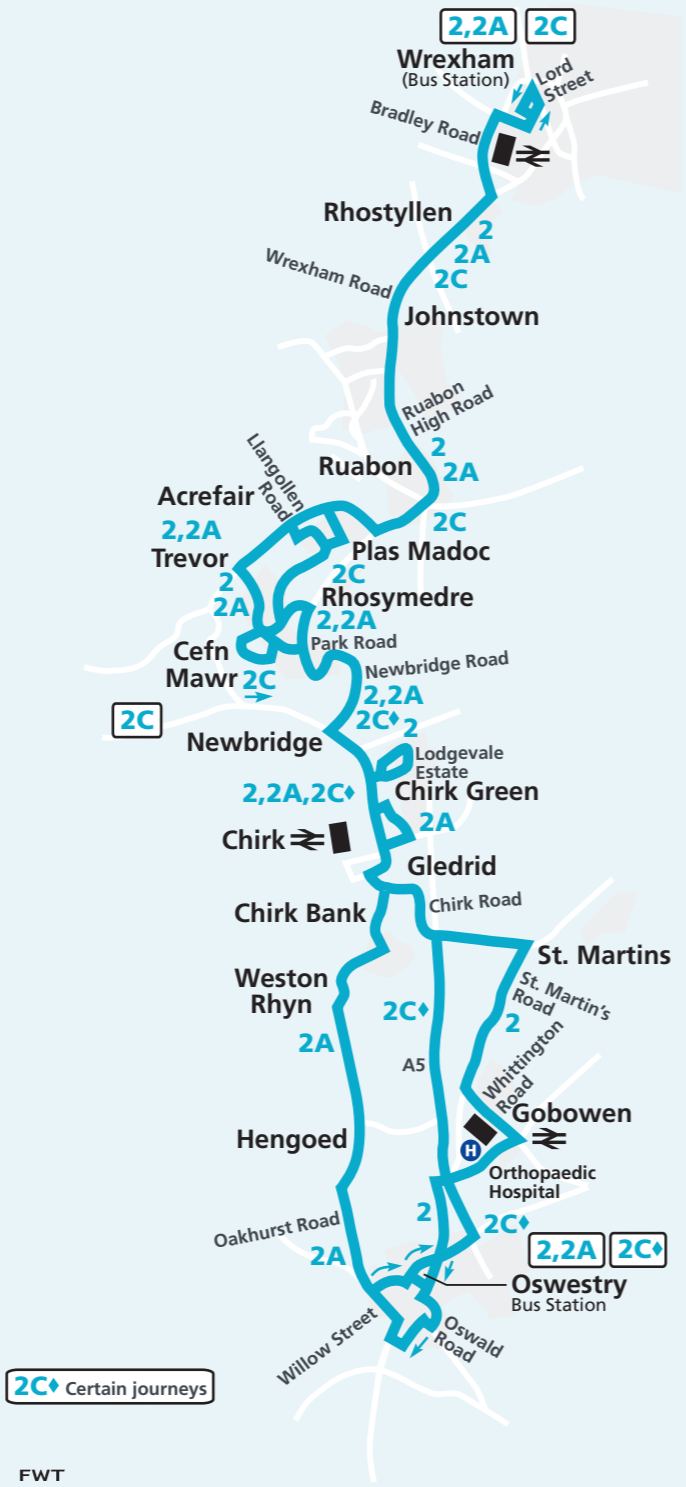 2,2A
2C
Wrexham
(Bus Station)
Lord
Street
Bradley Road
Rhostyllen
2
2A
2C
Wrexham Road
Johnstown
Ruabon
High Road
2
2A
Ruabon
2C
Llangollen
Road
Acrefair
2,2A
Trevor
2
2A
Plas Madoc
2C
Rhosymedre
2,2A
Park Road
Cefn
Mawr
2C
Newbridge Road
2,2A
2C♦
2C
Newbridge
2
Lodgevale
Estate
2,2A,2C♦
Chirk Green
2A
Chirk
Gledrid
Chirk Bank
Chirk Road
St. Martins
Weston
Rhyn
2A
2C♦
St. Martin's
Road
2
A5
Whittington
Road
Gobowen
H
Hengoed
Orthopaedic
Hospital
Oakhurst Road
2A
2
2C♦
2,2A
2C♦
Oswestry
Bus Station
Willow Street
Oswald
Road
2C♦ Certain journeys
FWT